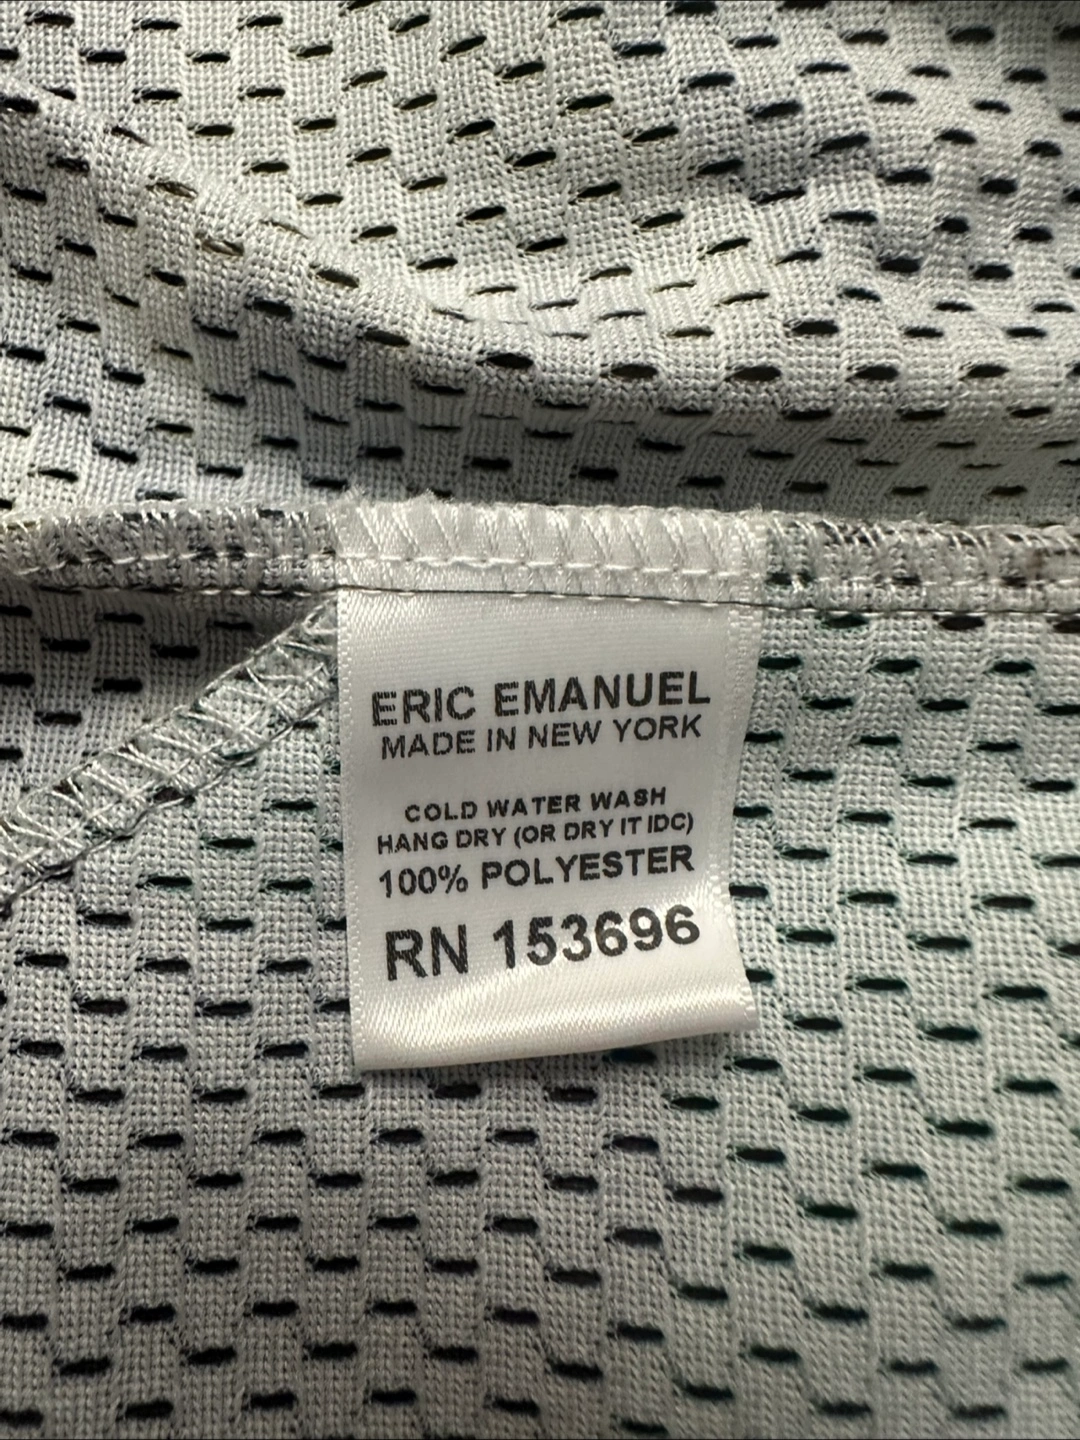 ERIC EMANUEL
MADE IN NEW YORK
COLD WATER WASH
HANG DRY (OR DRY IT IDC)
100% POLYESTER
RN 153696